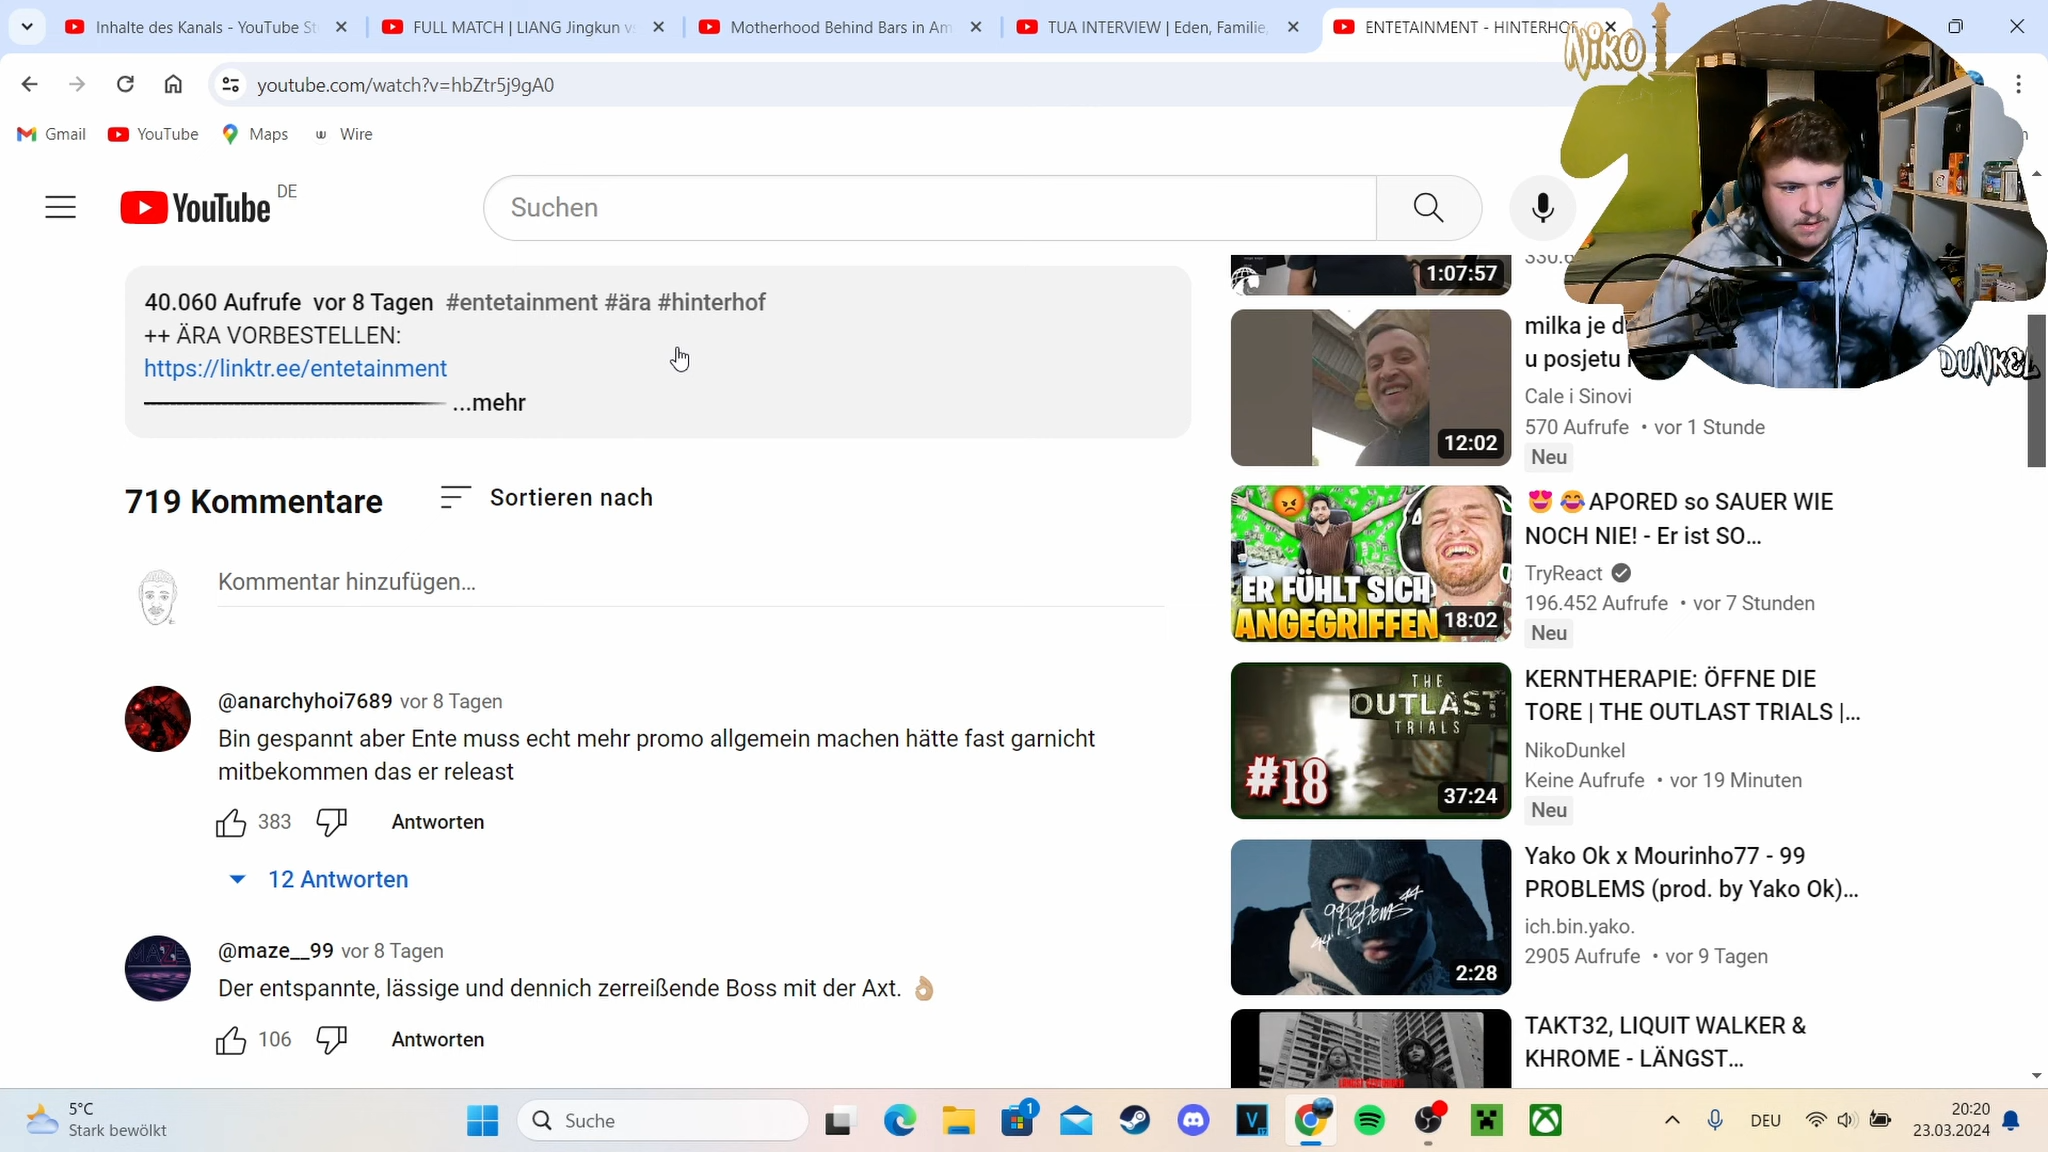 Inhalte des Kanals - YouTube St
FULL MATCH | LIANG Jingkun vs
Motherhood Behind Bars in Am
TUA INTERVIEW | Eden, Familie,
ENTETAINMENT - HINTERHOF
youtube.com/watch?v=hbZtr5j9gA0
Gmail
YouTube
Maps
Wire
NIKO
DUNKEL
YouTube DE
Suchen
40.060 Aufrufe vor 8 Tagen #entetainment #ära #hinterhof
++ ÄRA VORBESTELLEN:
https://linktr.ee/entetainment
...mehr
719 Kommentare
Sortieren nach
Kommentar hinzufügen...
@anarchyhoi7689 vor 8 Tagen
Bin gespannt aber Ente muss echt mehr promo allgemein machen hätte fast garnicht
mitbekommen das er releast
383
Antworten
12 Antworten
@maze__99 vor 8 Tagen
Der entspannte, lässige und dennich zerreißende Boss mit der Axt. 👌🏼
106
Antworten
1:07:57
12:02
milka je d
u posjetu
Cale i Sinovi
570 Aufrufe • vor 1 Stunde
Neu
ER FÜHLT SICH
ANGEGRIFFEN
18:02
😍 😂 APORED so SAUER WIE
NOCH NIE! - Er ist SO...
TryReact
196.452 Aufrufe • vor 7 Stunden
Neu
THE
OUTLAST
TRIALS
#18
37:24
KERNTHERAPIE: ÖFFNE DIE
TORE | THE OUTLAST TRIALS |...
NikoDunkel
Keine Aufrufe • vor 19 Minuten
Neu
2:28
Yako Ok x Mourinho77 - 99
PROBLEMS (prod. by Yako Ok)...
ich.bin.yako.
2905 Aufrufe • vor 9 Tagen
TAKT32, LIQUIT WALKER &
KHROME - LÄNGST...
5°C
Stark bewölkt
Suche
1
DEU
20:20
23.03.2024